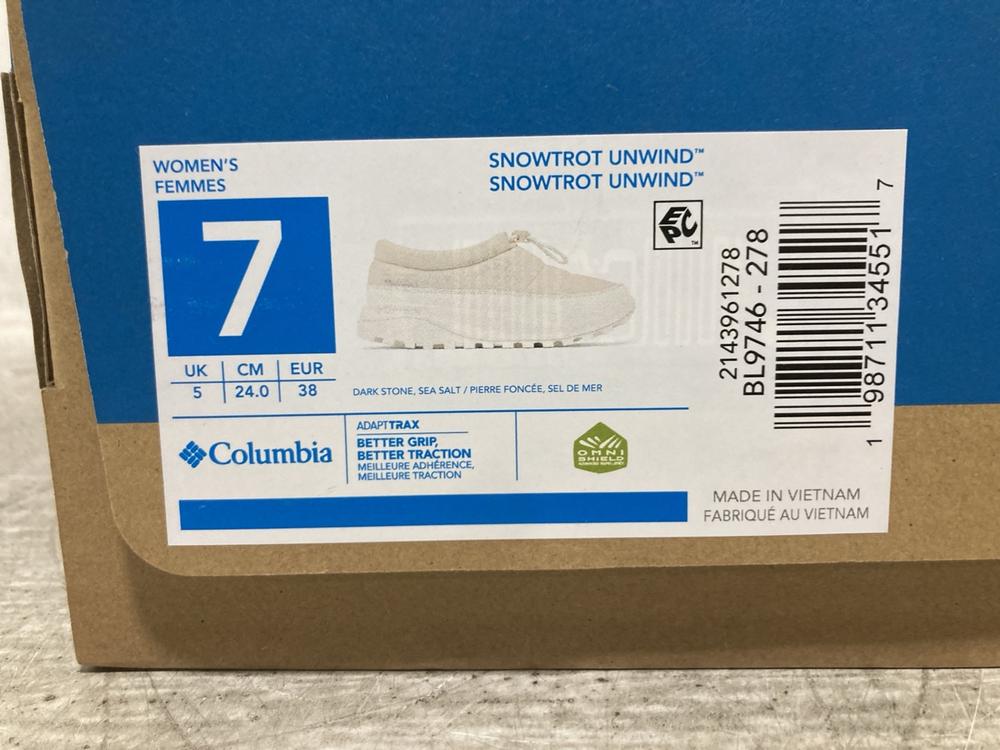 WOMEN'S
FEMMES
7
UK CM EUR
5 24.0 38
SNOWTROT UNWIND™
SNOWTROT UNWIND™
EPC™
DARK STONE, SEA SALT / PIERRE FONCÉE, SEL DE MER
Columbia
ADAPTTRAX
BETTER GRIP,
BETTER TRACTION
MEILLEURE ADHÉRENCE,
MEILLEURE TRACTION
OMNI
SHIELD
2143961278
BL9746 - 278
1 98711 34551 7
MADE IN VIETNAM
FABRIQUÉ AU VIETNAM